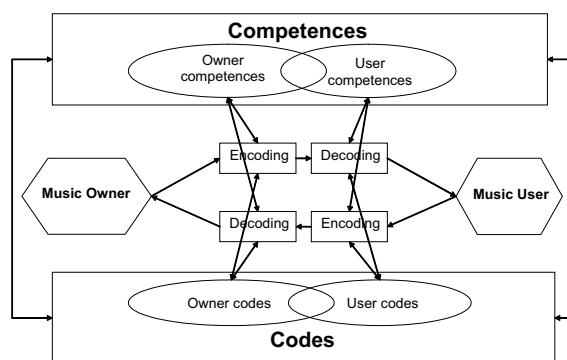 Competences
Owner
competences
User
competences
Encoding
Decoding
Music Owner
Music User
Decoding
Encoding
Owner codes
User codes
Codes